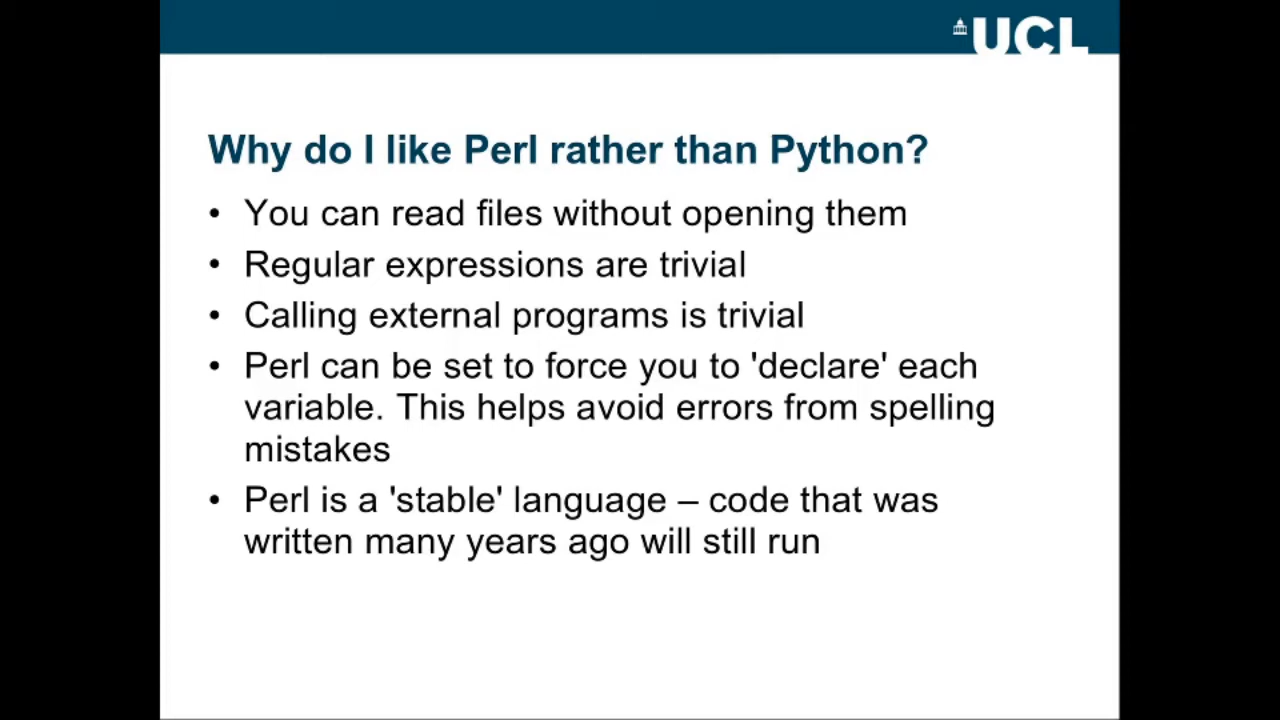 UCL
Why do I like Perl rather than Python?
• You can read files without opening them
• Regular expressions are trivial
• Calling external programs is trivial
• Perl can be set to force you to 'declare' each
variable. This helps avoid errors from spelling
mistakes
• Perl is a 'stable' language – code that was
written many years ago will still run